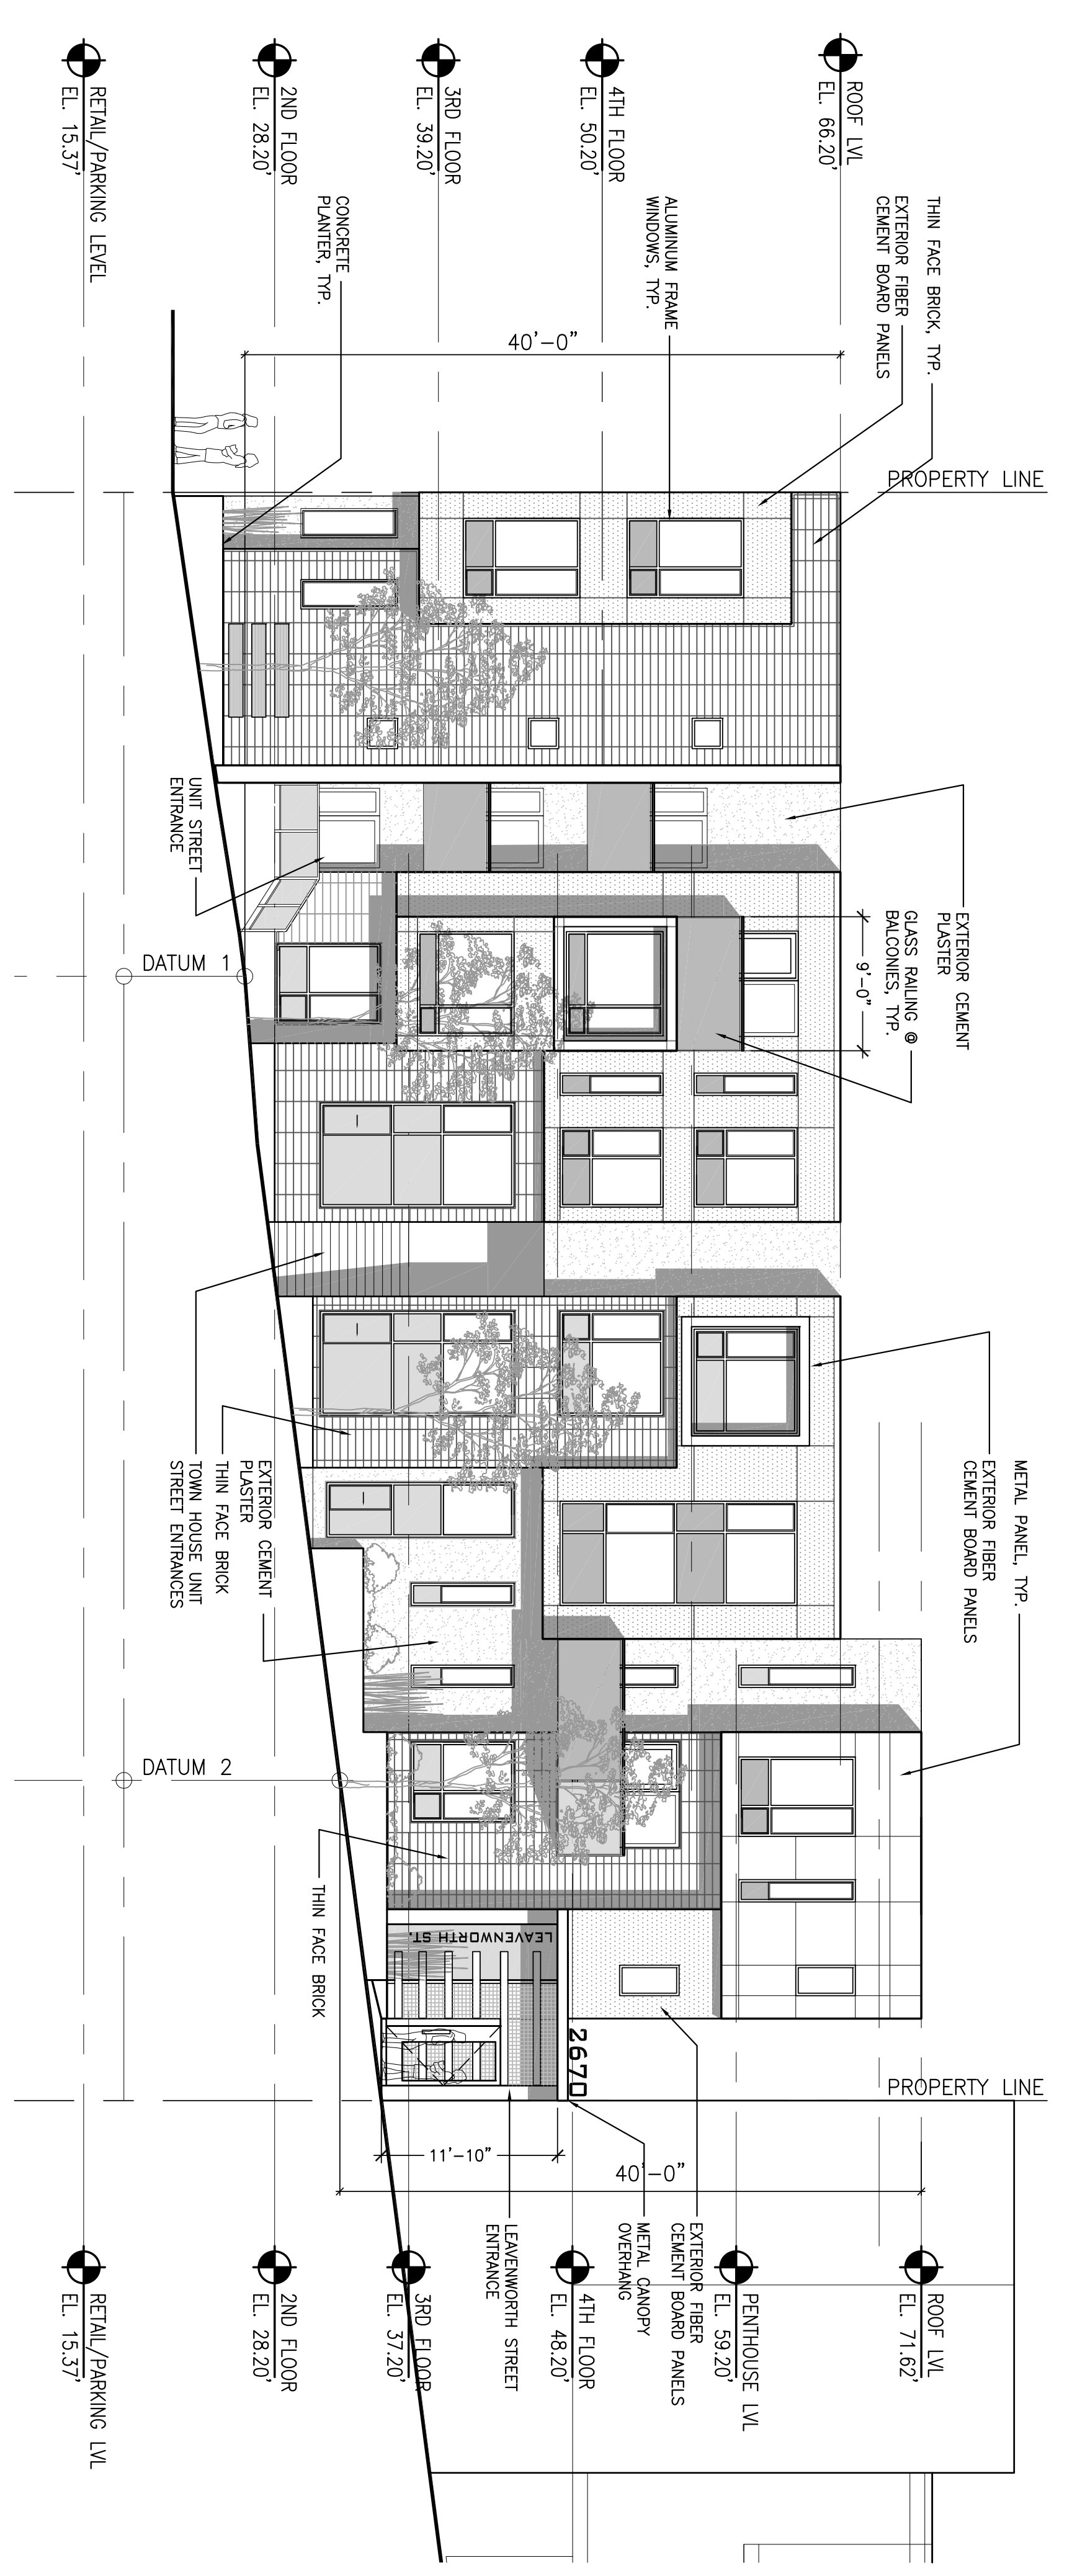 ROOF LVL
EL. 66.20'
4TH FLOOR
EL. 50.20'
3RD FLOOR
EL. 39.20'
2ND FLOOR
EL. 28.20'
RETAIL/PARKING LEVEL
EL. 15.37'
THIN FACE BRICK, TYP.
EXTERIOR FIBER
CEMENT BOARD PANELS
ALUMINUM FRAME
WINDOWS, TYP.
CONCRETE
PLANTER, TYP.
40'-0"
PROPERTY LINE
UNIT STREET
ENTRANCE
EXTERIOR CEMENT
PLASTER
GLASS RAILING @
BALCONIES, TYP.
9'-0"
DATUM 1
METAL PANEL, TYP.
EXTERIOR FIBER
CEMENT BOARD PANELS
EXTERIOR CEMENT
PLASTER
THIN FACE BRICK
TOWN HOUSE UNIT
STREET ENTRANCES
DATUM 2
THIN FACE BRICK
LEAVENWORTH ST.
2670
PROPERTY LINE
11'-10"
40'-0"
EXTERIOR FIBER
CEMENT BOARD PANELS
METAL CANOPY
OVERHANG
LEAVENWORTH STREET
ENTRANCE
ROOF LVL
EL. 71.62'
PENTHOUSE LVL
EL. 59.20'
4TH FLOOR
EL. 48.20'
3RD FLOOR
EL. 37.20'
2ND FLOOR
EL. 28.20'
RETAIL/PARKING LVL
EL. 15.37'